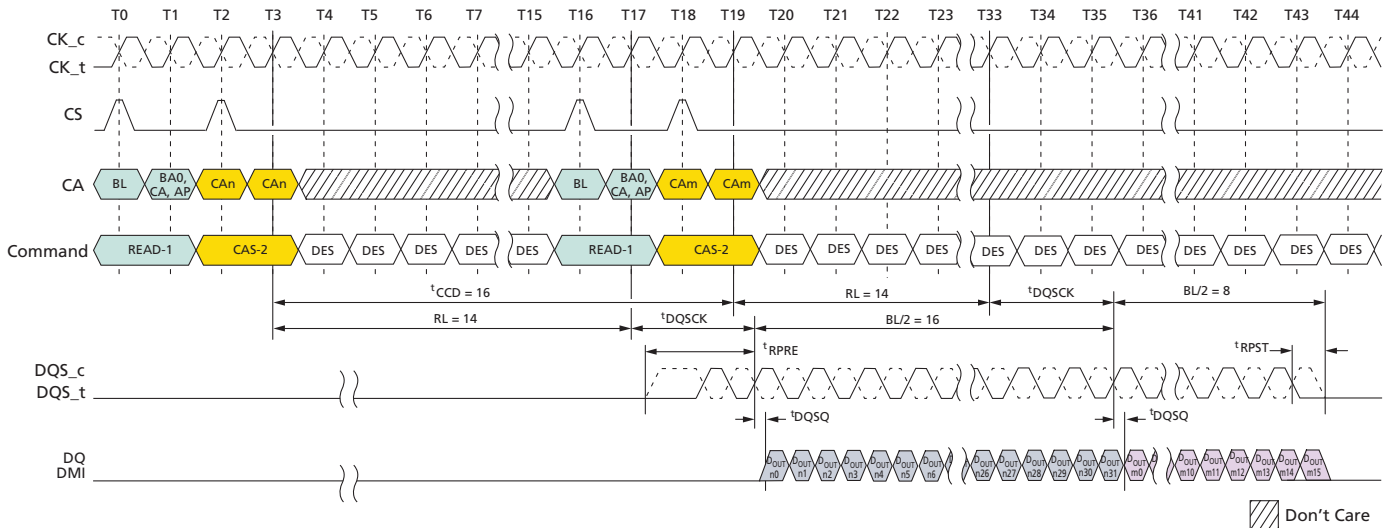 T0 T1 T2 T3 T4 T5 T6 T7 T15 T16 T17 T18 T19 T20 T21 T22 T23 T33 T34 T35 T36 T41 T42 T43 T44
CK_c
CK_t
CS
CA BL BA0, CA, AP CAn CAn BL BA0, CA, AP CAm CAm
Command READ-1 CAS-2 DES DES DES DES DES READ-1 CAS-2 DES DES DES DES DES DES DES DES DES DES DES DES
tCCD = 16 RL = 14 tDQSCK BL/2 = 8
RL = 14 tDQSCK BL/2 = 16
tRPRE tRPST
DQS_c
DQS_t
tDQSQ tDQSQ
DQ
DMI
DOUT n0 DOUT n1 DOUT n2 DOUT n3 DOUT n4 DOUT n5 DOUT n6 DOUT n26 DOUT n27 DOUT n28 DOUT n29 DOUT n30 DOUT n31 DOUT m0 DOUT m10 DOUT m11 DOUT m12 DOUT m13 DOUT m14 DOUT m15
Don't Care